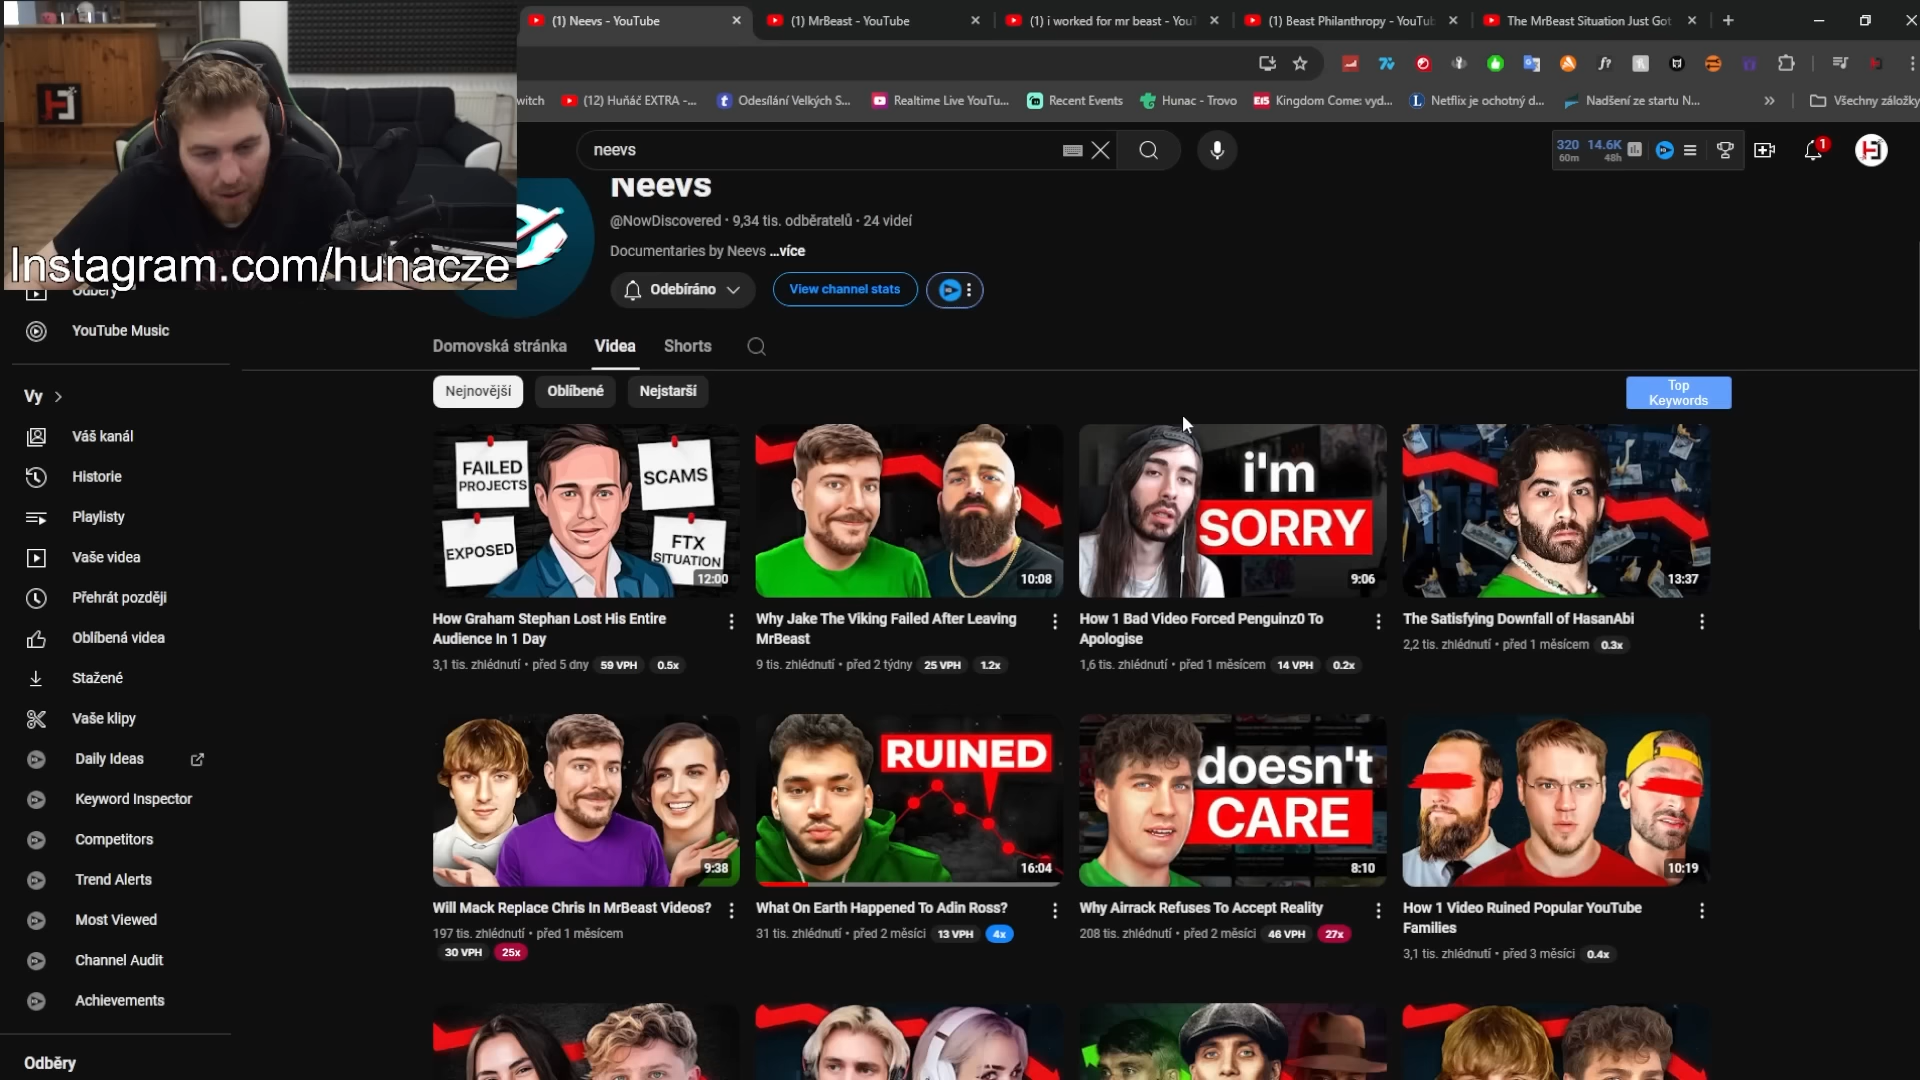 (1) Neevs - YouTube
(1) MrBeast - YouTube
(1) i worked for mr beast - You
(1) Beast Philanthropy - YouTub
The MrBeast Situation Just Got
witch
(12) Huňáč EXTRA -...
Odesílání Velkých S...
Realtime Live YouTu...
Recent Events
Hunac - Trovo
Kingdom Come: vyd...
Netflix je ochotný d...
Nadšení ze startu N...
Všechny záložky
neevs
320
60m
14.6K
48h
1
Instagram.com/hunacze
Neevs
@NowDiscovered • 9,34 tis. odběratelů • 24 videí
Documentaries by Neevs ...více
Odebíráno
View channel stats
Domovská stránka
Videa
Shorts
Nejnovější
Oblíbené
Nejstarší
Top
Keywords
Odběry
YouTube Music
Vy
Váš kanál
Historie
Playlisty
Vaše videa
Přehrát později
Oblíbená videa
Stažené
Vaše klipy
Daily Ideas
Keyword Inspector
Competitors
Trend Alerts
Most Viewed
Channel Audit
Achievements
Odběry
FAILED
PROJECTS
SCAMS
EXPOSED
FTX
SITUATION
12:00
How Graham Stephan Lost His Entire
Audience In 1 Day
3,1 tis. zhlédnutí • před 5 dny 59 VPH 0.5x
10:08
Why Jake The Viking Failed After Leaving
MrBeast
9 tis. zhlédnutí • před 2 týdny 25 VPH 1.2x
i'm
SORRY
9:06
How 1 Bad Video Forced Penguinz0 To
Apologise
1,6 tis. zhlédnutí • před 1 měsícem 14 VPH 0.2x
13:37
The Satisfying Downfall of HasanAbi
2,2 tis. zhlédnutí • před 1 měsícem 0.3x
9:38
Will Mack Replace Chris In MrBeast Videos?
197 tis. zhlédnutí • před 1 měsícem
30 VPH 25x
RUINED
16:04
What On Earth Happened To Adin Ross?
31 tis. zhlédnutí • před 2 měsíci 13 VPH 4x
doesn't
CARE
8:10
Why Airrack Refuses To Accept Reality
208 tis. zhlédnutí • před 2 měsíci 46 VPH 27x
10:19
How 1 Video Ruined Popular YouTube
Families
3,1 tis. zhlédnutí • před 3 měsíci 0.4x